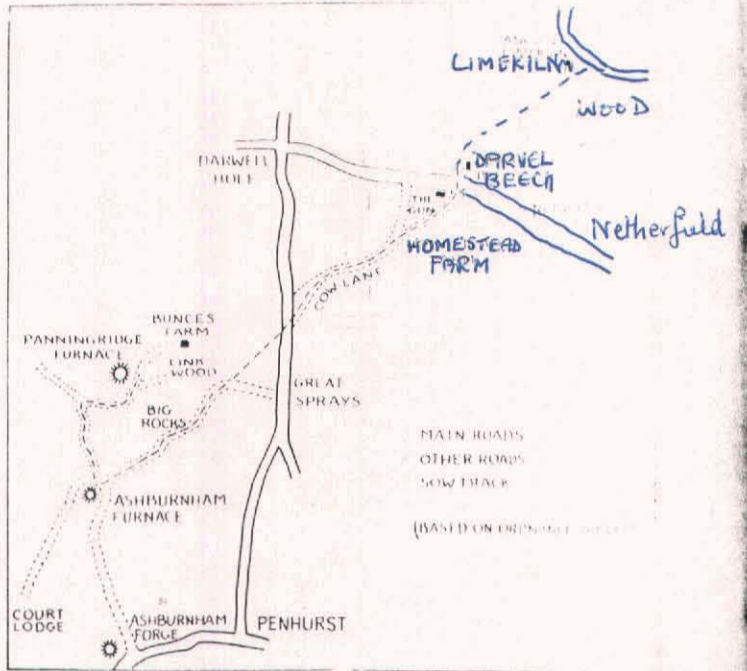 LIMEKILN
WOOD
DARWELL
HOLE
DARVEL
BEECH
THE
GUN
Netherfield
HOMESTEAD
FARM
COW LANE
BUNCES
FARM
PANNINGRIDGE
FURNACE
LINK
WOOD
GREAT
SPRAYS
BIG
ROCKS
MAIN ROADS
OTHER ROADS
SOW TRACK
ASHBURNHAM
FURNACE
(BASED ON ORDNANCE
COURT
LODGE
ASHBURNHAM
FORGE
PENHURST